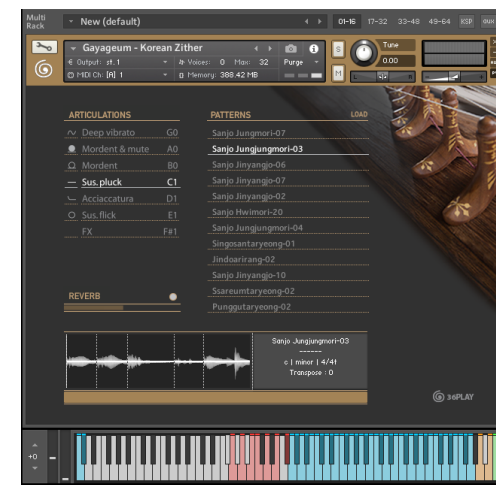 Multi
Rack
New (default)
01-16 17-32 33-48 49-64 KSP aux
Gayageum - Korean Zither
Output: st.1 Voices: 0 Max: 32 Purge
MIDI Ch: [A] 1 Memory: 388.42 MB
S
M
Tune
0.00
L R
ARTICULATIONS
Deep vibrato G0
Mordent & mute A0
Mordent B0
Sus. pluck C1
Acciaccatura D1
Sus. flick E1
FX F#1
REVERB
PATTERNS LOAD
Sanjo Jungmori-07
Sanjo Jungjungmori-03
Sanjo Jinyangjo-06
Sanjo Jinyangjo-07
Sanjo Jinyangjo-02
Sanjo Hwimori-20
Sanjo Jungjungmori-04
Singosantaryeong-01
Jindoarirang-02
Sanjo Jinyangjo-10
Ssareumtaryeong-02
Punggutaryeong-02
Sanjo Jungjungmori-03
------
c | minor | 4/4t
Transpose : 0
36PLAY
+0